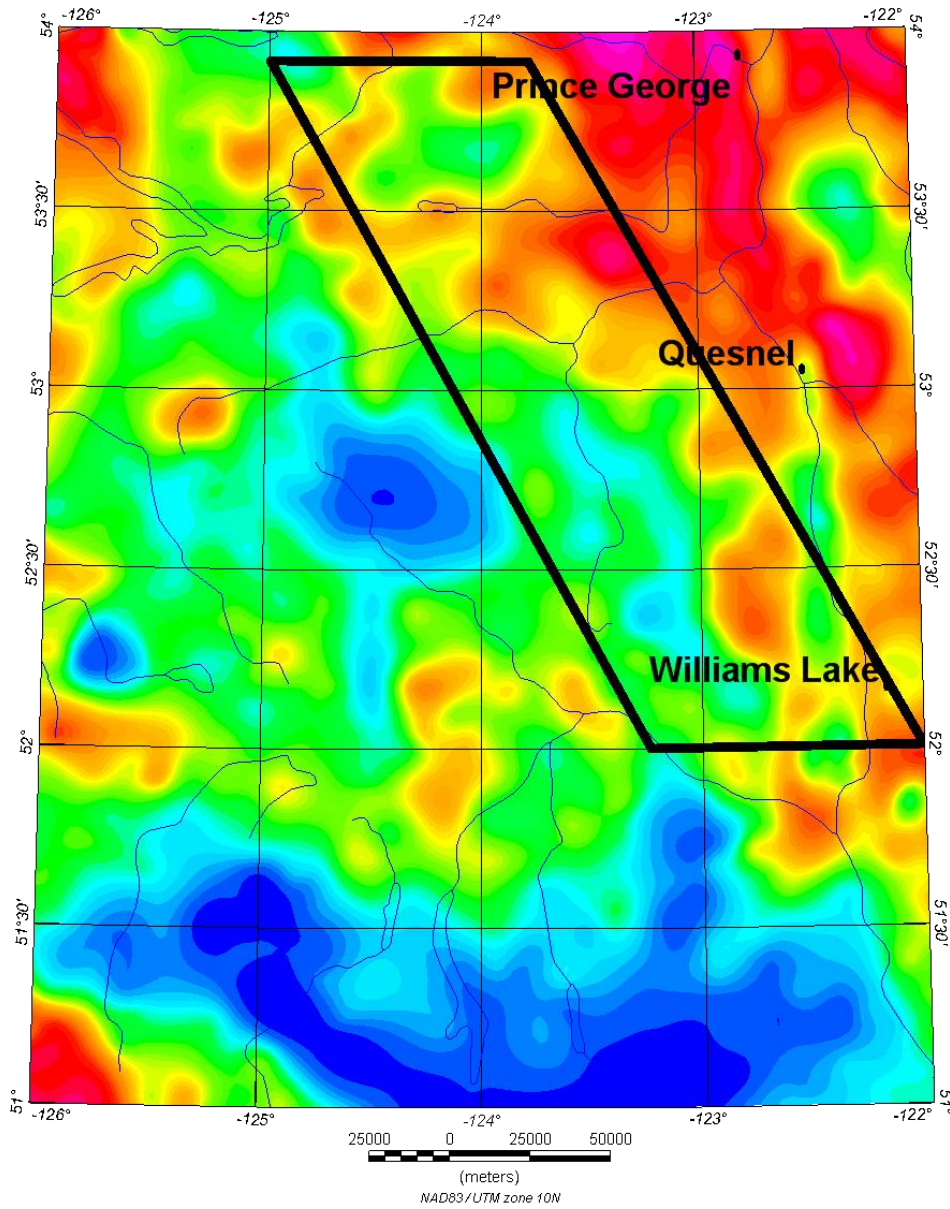 -125° -124° -123°
54° -126° -122° 54°
Prince George
53°30' 53°30'
Quesnel
53° 53°
52°30' 52°30'
Williams Lake
52° 52°
51°30' 51°30'
51° -126° -125° -124° -123° -122° 51°
25000 0 25000 50000
(meters)
NAD83 / UTM zone 10N